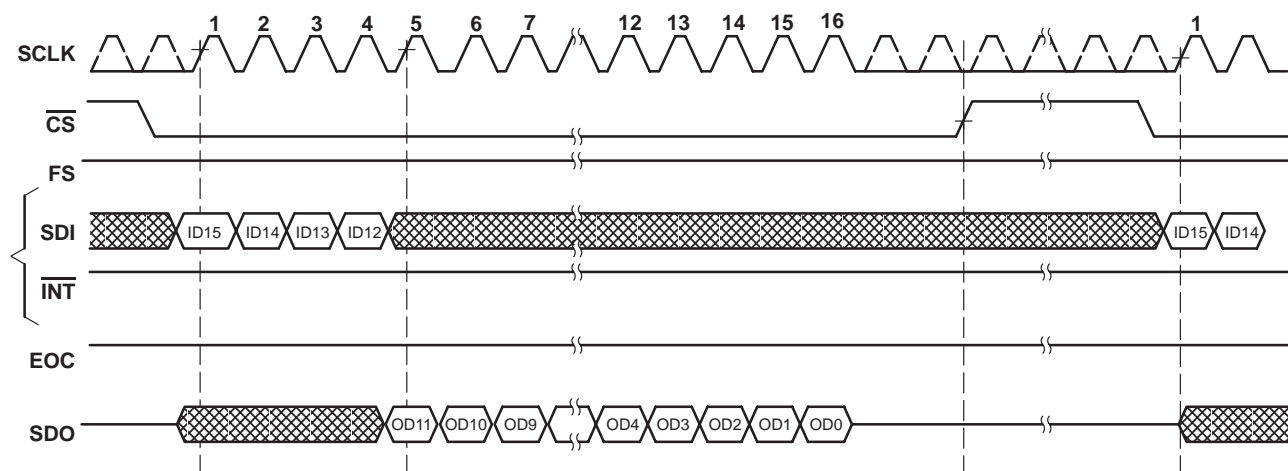 1 2 3 4 5 6 7 12 13 14 15 16 1
SCLK
CS
FS
SDI ID15 ID14 ID13 ID12 ID15 ID14
INT
EOC
SDO OD11 OD10 OD9 OD4 OD3 OD2 OD1 OD0